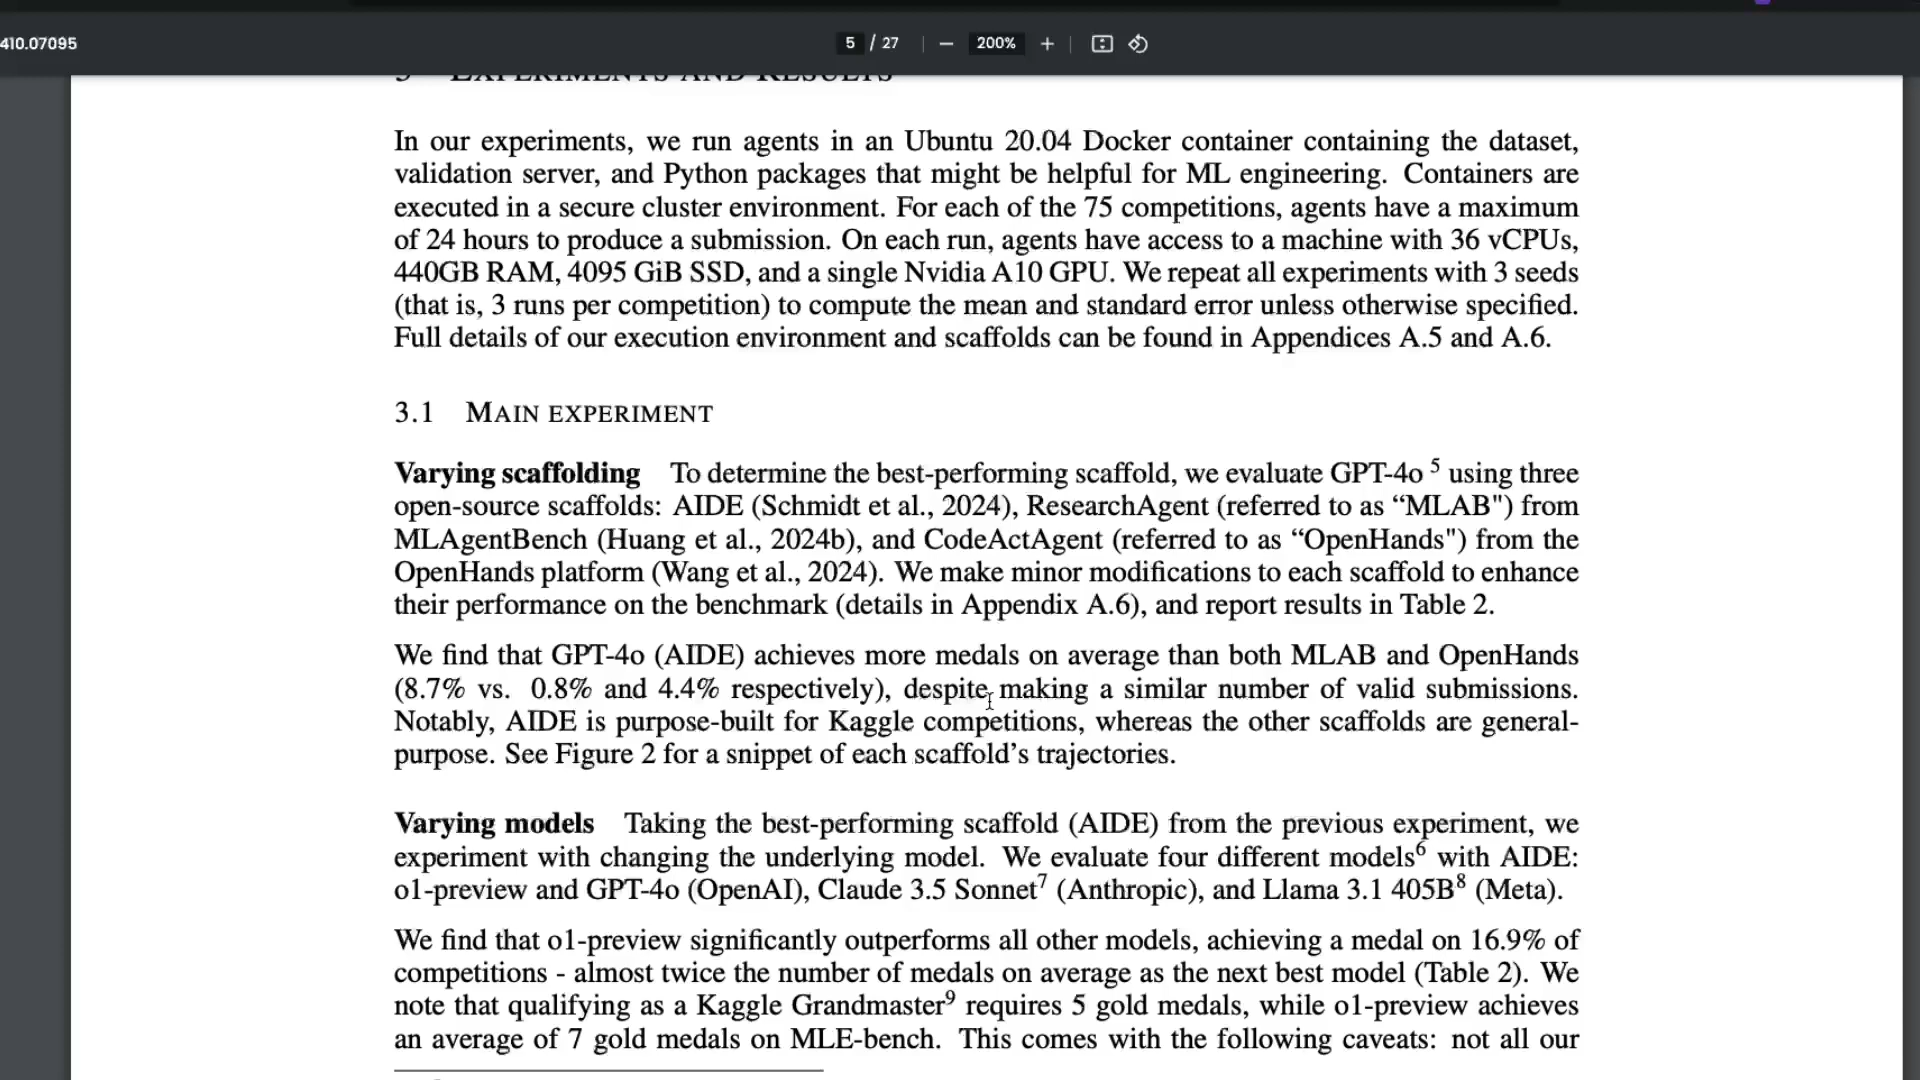 410.07095
5 / 27
200%
3 EXPERIMENTS AND RESULTS
In our experiments, we run agents in an Ubuntu 20.04 Docker container containing the dataset,
validation server, and Python packages that might be helpful for ML engineering. Containers are
executed in a secure cluster environment. For each of the 75 competitions, agents have a maximum
of 24 hours to produce a submission. On each run, agents have access to a machine with 36 vCPUs,
440GB RAM, 4095 GiB SSD, and a single Nvidia A10 GPU. We repeat all experiments with 3 seeds
(that is, 3 runs per competition) to compute the mean and standard error unless otherwise specified.
Full details of our execution environment and scaffolds can be found in Appendices A.5 and A.6.
3.1 MAIN EXPERIMENT
Varying scaffolding To determine the best-performing scaffold, we evaluate GPT-4o 5 using three
open-source scaffolds: AIDE (Schmidt et al., 2024), ResearchAgent (referred to as “MLAB") from
MLAgentBench (Huang et al., 2024b), and CodeActAgent (referred to as “OpenHands") from the
OpenHands platform (Wang et al., 2024). We make minor modifications to each scaffold to enhance
their performance on the benchmark (details in Appendix A.6), and report results in Table 2.
We find that GPT-4o (AIDE) achieves more medals on average than both MLAB and OpenHands
(8.7% vs. 0.8% and 4.4% respectively), despite making a similar number of valid submissions.
Notably, AIDE is purpose-built for Kaggle competitions, whereas the other scaffolds are general-
purpose. See Figure 2 for a snippet of each scaffold’s trajectories.
Varying models Taking the best-performing scaffold (AIDE) from the previous experiment, we
experiment with changing the underlying model. We evaluate four different models6 with AIDE:
o1-preview and GPT-4o (OpenAI), Claude 3.5 Sonnet7 (Anthropic), and Llama 3.1 405B8 (Meta).
We find that o1-preview significantly outperforms all other models, achieving a medal on 16.9% of
competitions - almost twice the number of medals on average as the next best model (Table 2). We
note that qualifying as a Kaggle Grandmaster9 requires 5 gold medals, while o1-preview achieves
an average of 7 gold medals on MLE-bench. This comes with the following caveats: not all our